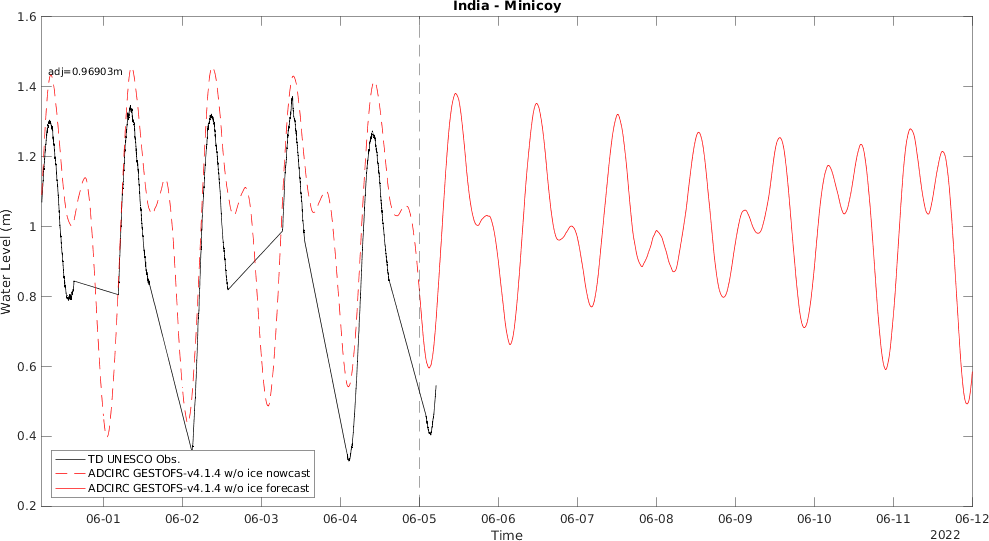 India - Minicoy
1.6
1.4
1.2
1
0.8
0.6
0.4
0.2
Water Level (m)
adj=0.96903m
TD UNESCO Obs.
ADCIRC GESTOFS-v4.1.4 w/o ice nowcast
ADCIRC GESTOFS-v4.1.4 w/o ice forecast
06-01 06-02 06-03 06-04 06-05 06-06 06-07 06-08 06-09 06-10 06-11 06-12
Time
2022